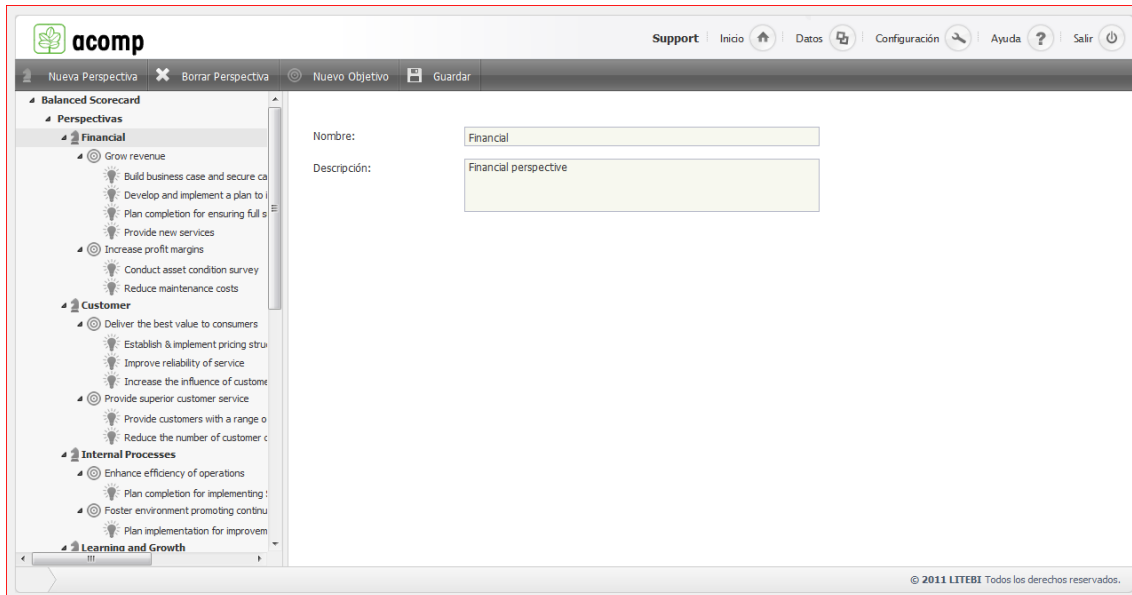 acomp
Support Inicio Datos Configuración Ayuda ? Salir
Nueva Perspectiva Borrar Perspectiva Nuevo Objetivo Guardar
Balanced Scorecard
Perspectivas
Financial
Grow revenue
Build business case and secure ca
Develop and implement a plan to i
Plan completion for ensuring full s
Provide new services
Increase profit margins
Conduct asset condition survey
Reduce maintenance costs
Customer
Deliver the best value to consumers
Establish & implement pricing stru
Improve reliability of service
Increase the influence of custome
Provide superior customer service
Provide customers with a range o
Reduce the number of customer c
Internal Processes
Enhance efficiency of operations
Plan completion for implementing
Foster environment promoting continu
Plan implementation for improvem
Learning and Growth
Nombre: Financial
Descripción: Financial perspective
© 2011 LITEBI Todos los derechos reservados.